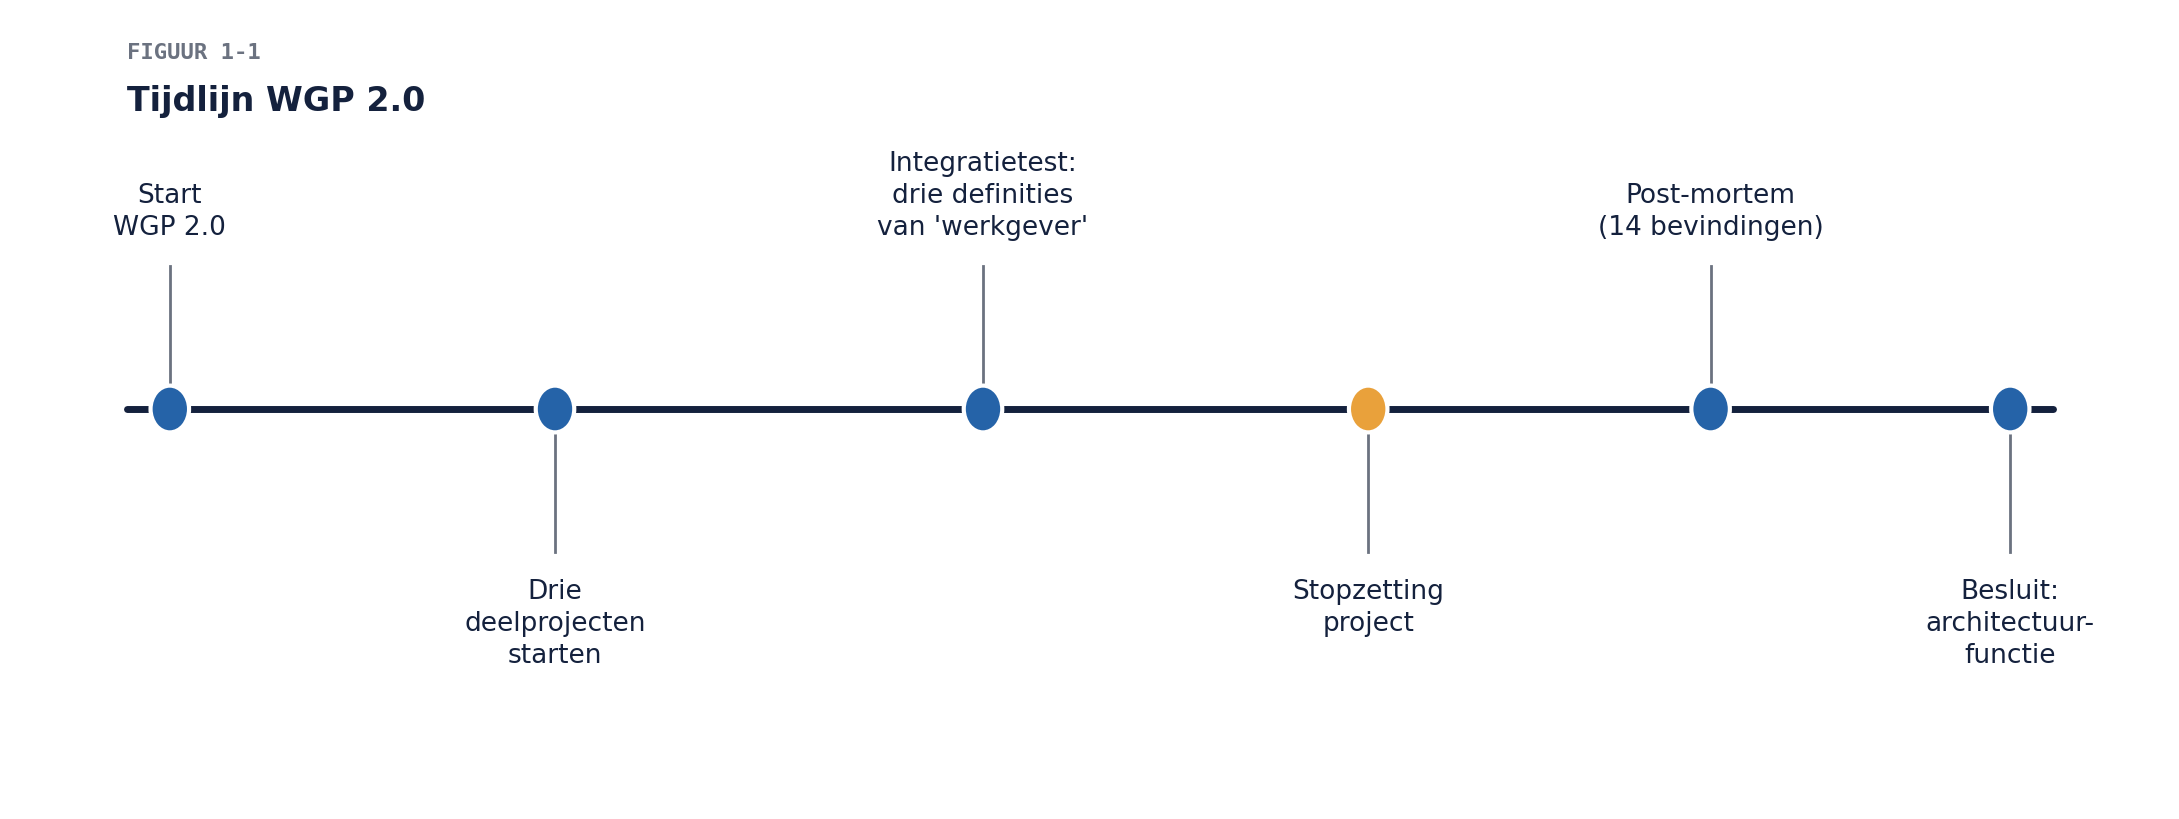 FIGUUR 1-1
Tijdlijn WGP 2.0
Start
WGP 2.0
Drie
deelprojecten
starten
Integratietest:
drie definities
van 'werkgever'
Stopzetting
project
Post-mortem
(14 bevindingen)
Besluit:
architectuur-
functie